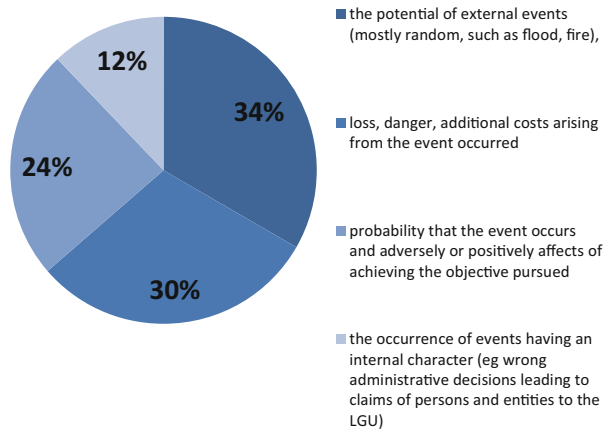 12%
34%
24%
30%
the potential of external events
(mostly random, such as flood, fire),
loss, danger, additional costs arising
from the event occurred
probability that the event occurs
and adversely or positively affects of
achieving the objective pursued
the occurrence of events having an
internal character (eg wrong
administrative decisions leading to
claims of persons and entities to the
LGU)